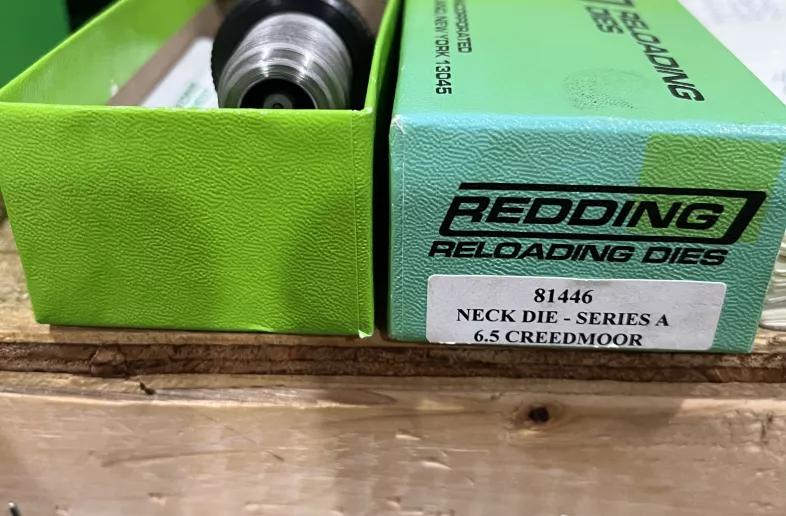 RELOADING
DIES
INCORPORATED
NEW YORK 13045
REDDING
RELOADING DIES
81446
NECK DIE - SERIES A
6.5 CREEDMOOR